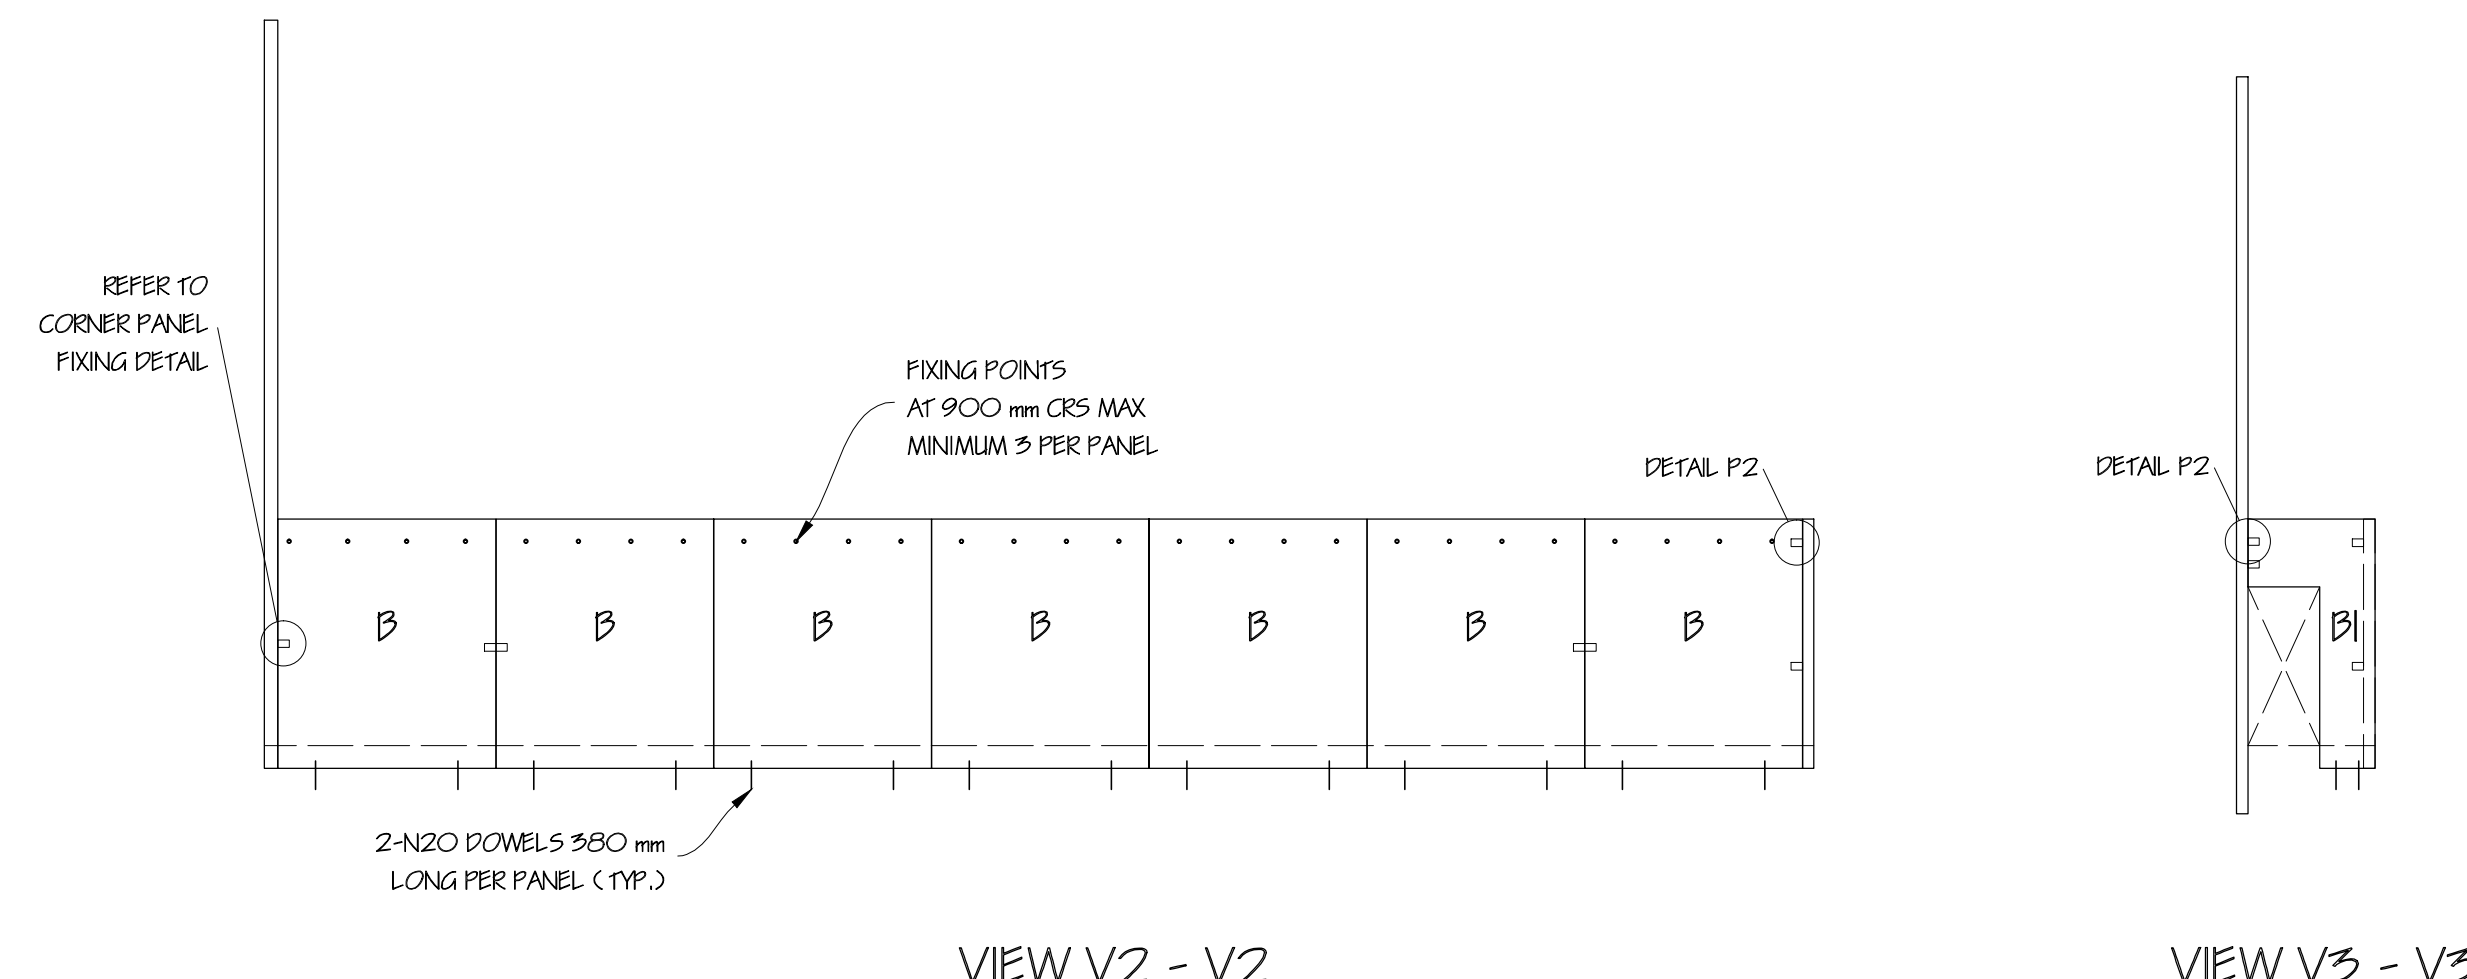 REFER TO
CORNER PANEL
FIXING DETAIL
FIXING POINTS
AT 900 mm CRS MAX
MINIMUM 3 PER PANEL
DETAIL P2
DETAIL P2
B
B
B
B
B
B
B
B1
2-N20 DOWELS 380 mm
LONG PER PANEL (TYP.)
VIEW V2 - V2
VIEW V3 - V3